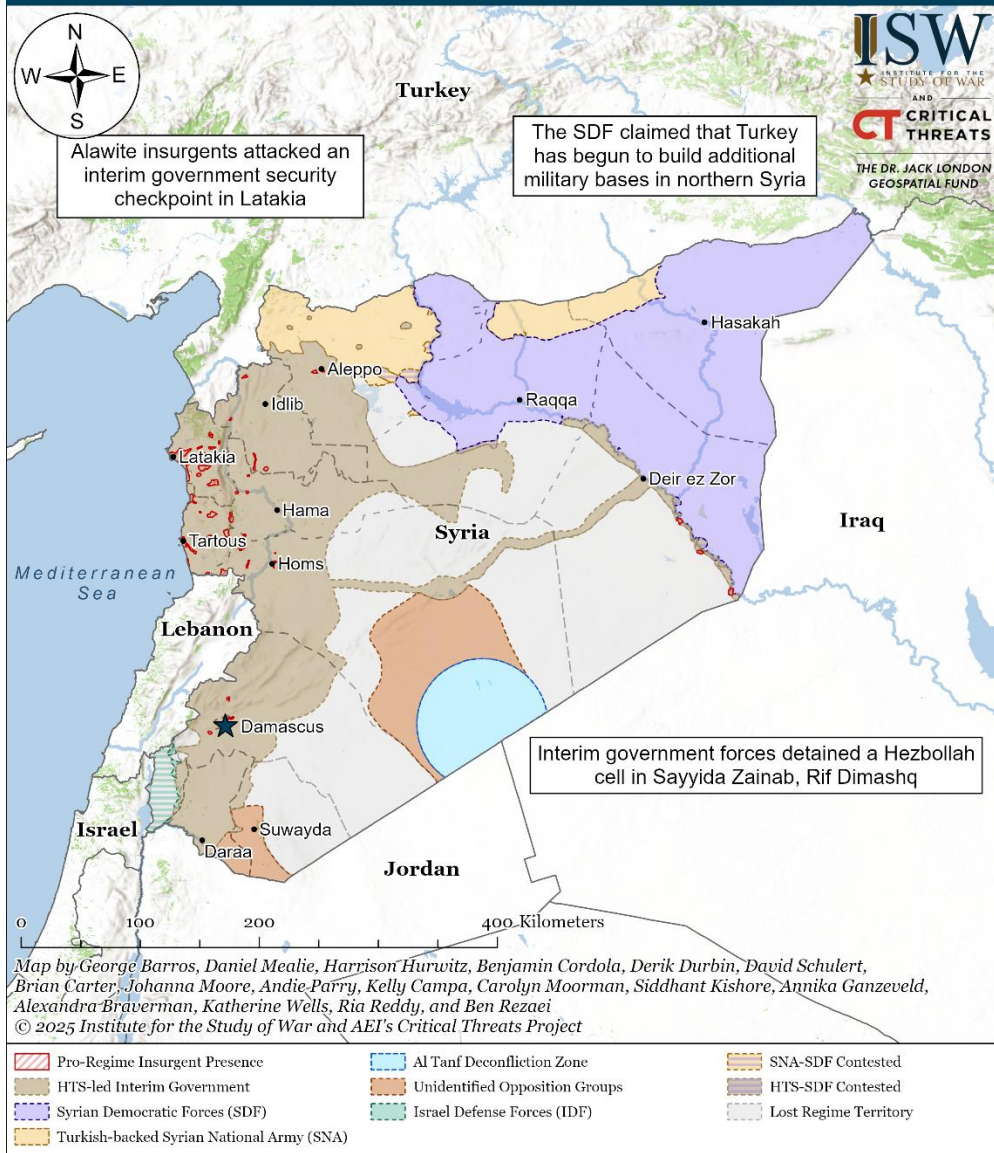 N
W E
S
ISW
INSTITUTE FOR THE
STUDY OF WAR
AND
CT CRITICAL
THREATS
THE DR. JACK LONDON
GEOSPATIAL FUND
Turkey
Alawite insurgents attacked an
interim government security
checkpoint in Latakia
The SDF claimed that Turkey
has begun to build additional
military bases in northern Syria
Hasakah
Aleppo
Idlib
Raqqa
Latakia
Deir ez Zor
Hama
Syria
Iraq
Tartous
Homs
Mediterranean
Sea
Lebanon
Damascus
Interim government forces detained a Hezbollah
cell in Sayyida Zainab, Rif Dimashq
Israel
Suwayda
Daraa
Jordan
0 100 200 400 Kilometers
Map by George Barros, Daniel Mealie, Harrison Hurwitz, Benjamin Cordola, Derik Durbin, David Schulert,
Brian Carter, Johanna Moore, Andie Parry, Kelly Campa, Carolyn Moorman, Siddhant Kishore, Annika Ganzeveld,
Alexandra Braverman, Katherine Wells, Ria Reddy, and Ben Rezaei
© 2025 Institute for the Study of War and AEI's Critical Threats Project
Pro-Regime Insurgent Presence
HTS-led Interim Government
Syrian Democratic Forces (SDF)
Turkish-backed Syrian National Army (SNA)
Al Tanf Deconfliction Zone
Unidentified Opposition Groups
Israel Defense Forces (IDF)
SNA-SDF Contested
HTS-SDF Contested
Lost Regime Territory